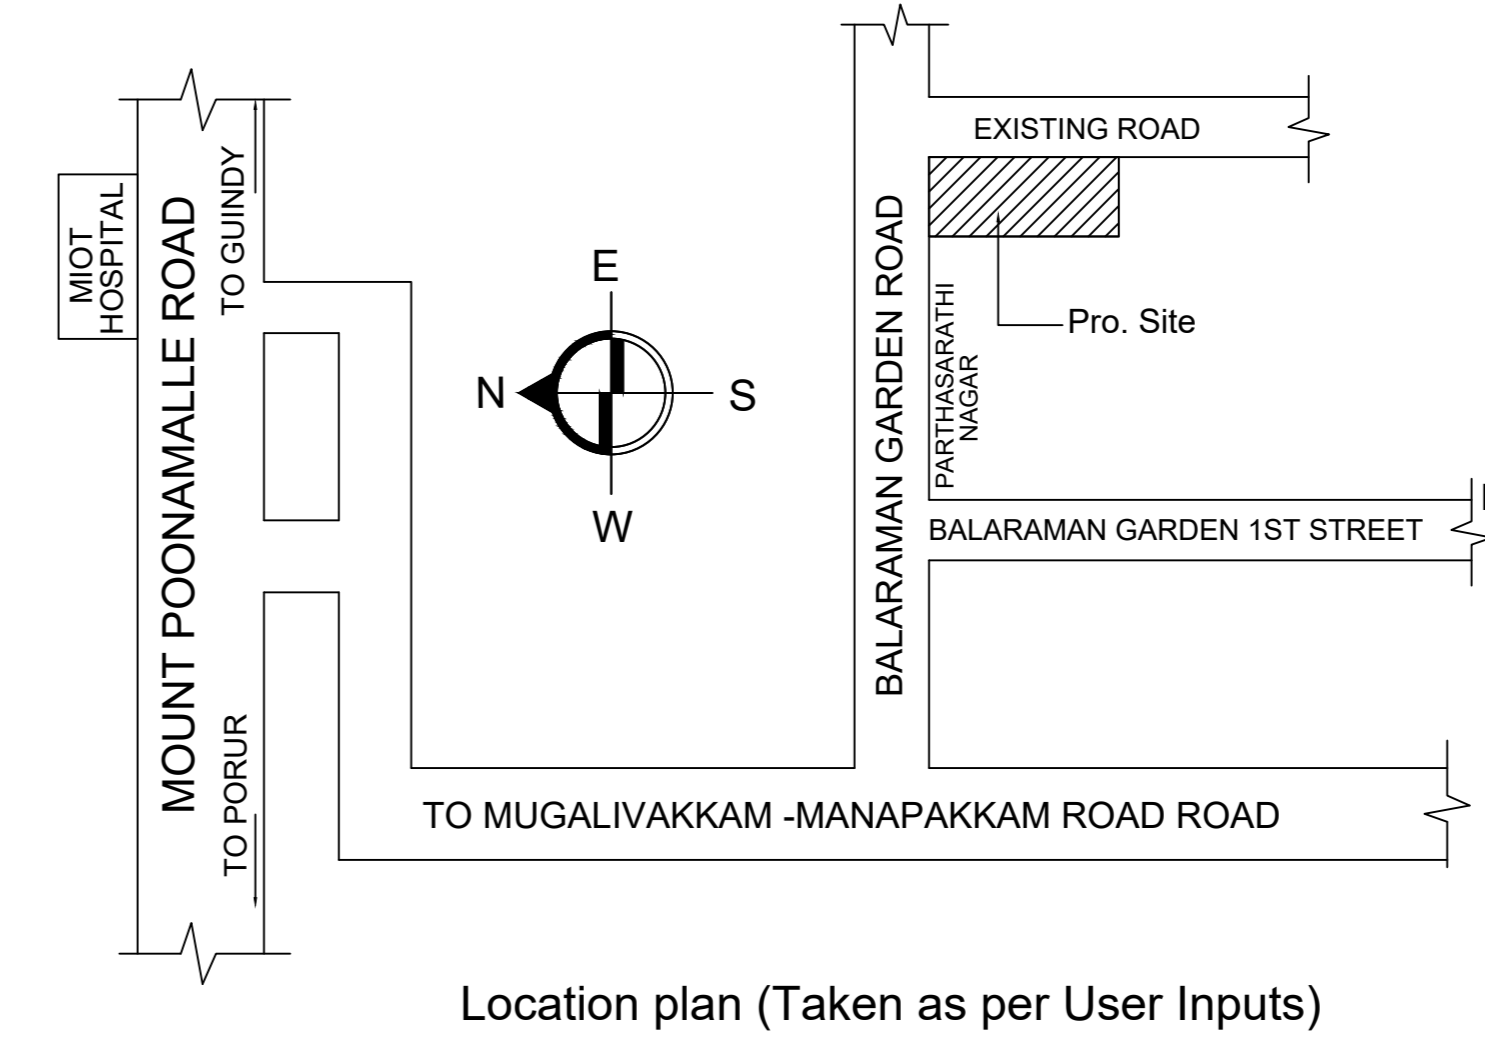 EXISTING ROAD
MIOT
HOSPITAL
MOUNT POONAMALLE ROAD
TO GUINDY
E
N
S
W
BALARAMAN GARDEN ROAD
Pro. Site
PARTHASARATHI
NAGAR
BALARAMAN GARDEN 1ST STREET
TO PORUR
TO MUGALIVAKKAM -MANAPAKKAM ROAD ROAD
Location plan (Taken as per User Inputs)